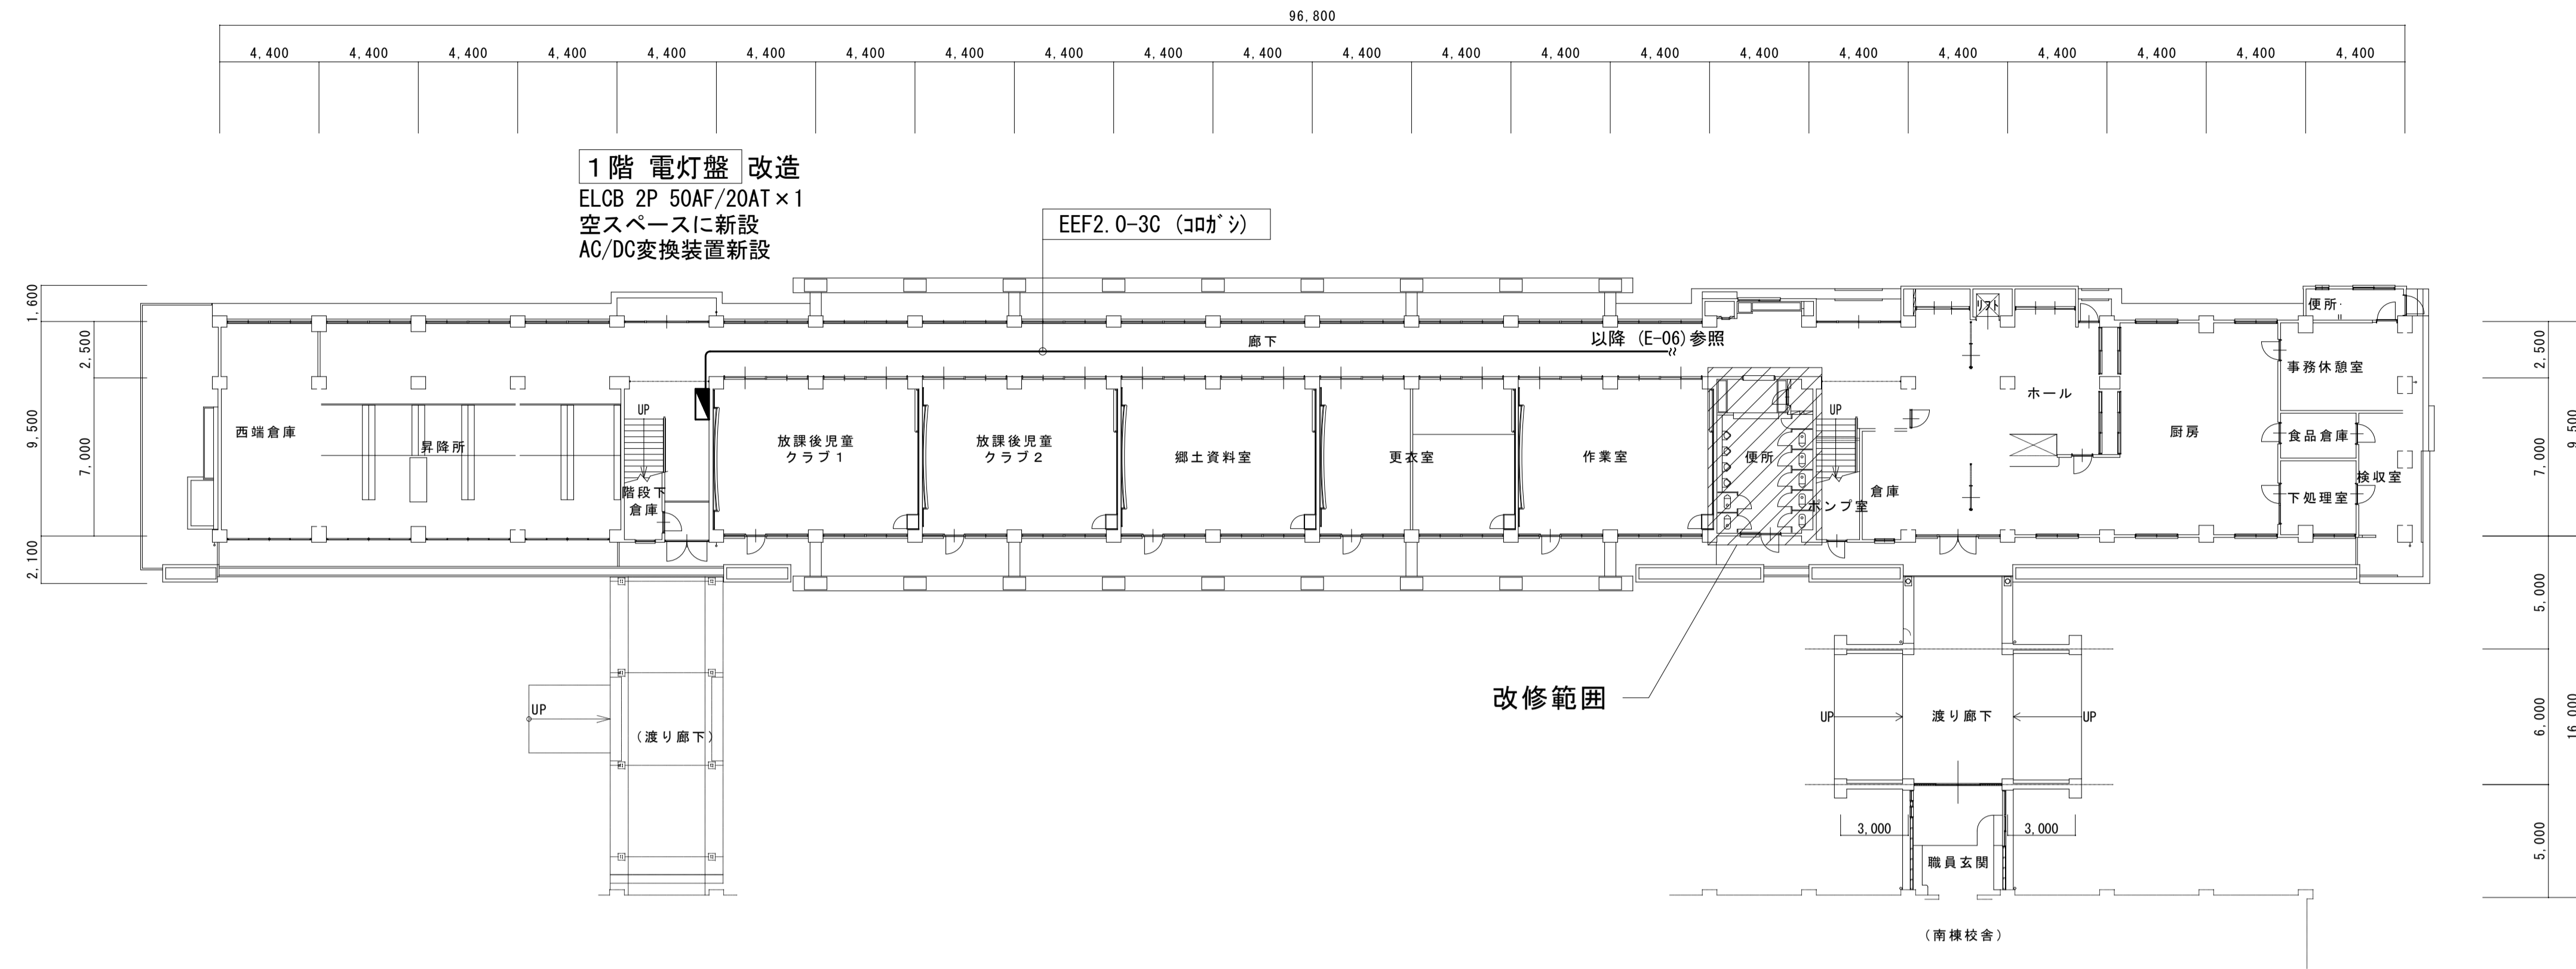 96,800
4,400 4,400 4,400 4,400 4,400 4,400 4,400 4,400 4,400 4,400 4,400 4,400 4,400 4,400 4,400 4,400 4,400 4,400 4,400 4,400 4,400 4,400
1階 電灯盤 改造
ELCB 2P 50AF/20AT×1
空スペースに新設
AC/DC変換装置新設
EEF2.0-3C (コロガシ)
1,600
2,500
9,500
7,000
2,100
廊下
以降 (E-06)参照
リフト
便所
西端倉庫
昇降所
UP
階段下
倉庫
放課後児童
クラブ1
放課後児童
クラブ2
郷土資料室
更衣室
作業室
便所
UP
ポンプ室
倉庫
ホール
厨房
事務休憩室
食品倉庫
検収室
下処理室
2,500
9,500
7,000
5,000
6,000
16,000
5,000
改修範囲
UP
(渡り廊下)
UP
渡り廊下
UP
3,000
3,000
職員玄関
(南棟校舎)